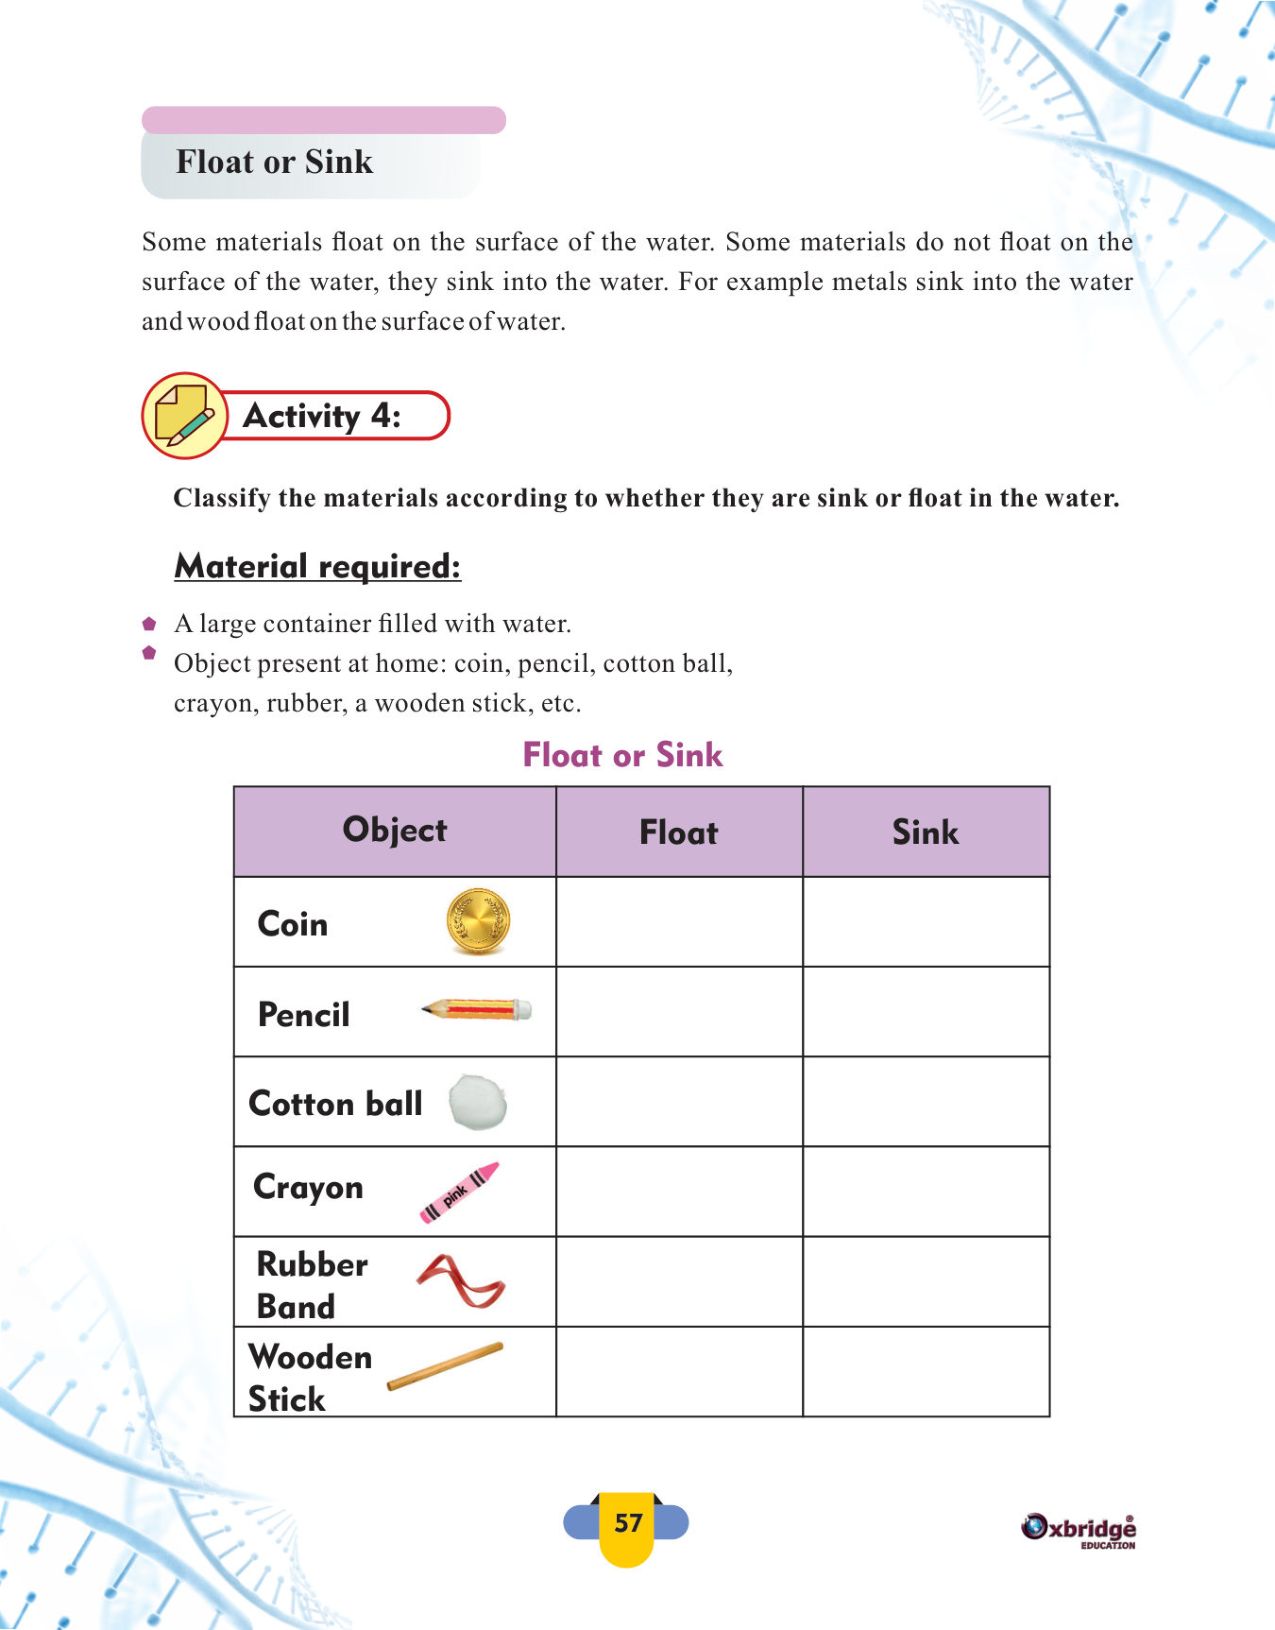 Float or Sink
Some materials float on the surface of the water. Some materials do not float on the
surface of the water, they sink into the water. For example metals sink into the water
and wood float on the surface of water.
Activity 4:
Classify the materials according to whether they are sink or float in the water.
Material required:
A large container filled with water.
Object present at home: coin, pencil, cotton ball,
crayon, rubber, a wooden stick, etc.
Float or Sink
Object Float Sink
Coin
Pencil
Cotton ball
Crayon
pink
Rubber
Band
Wooden
Stick
57
Oxbridge®
EDUCATION